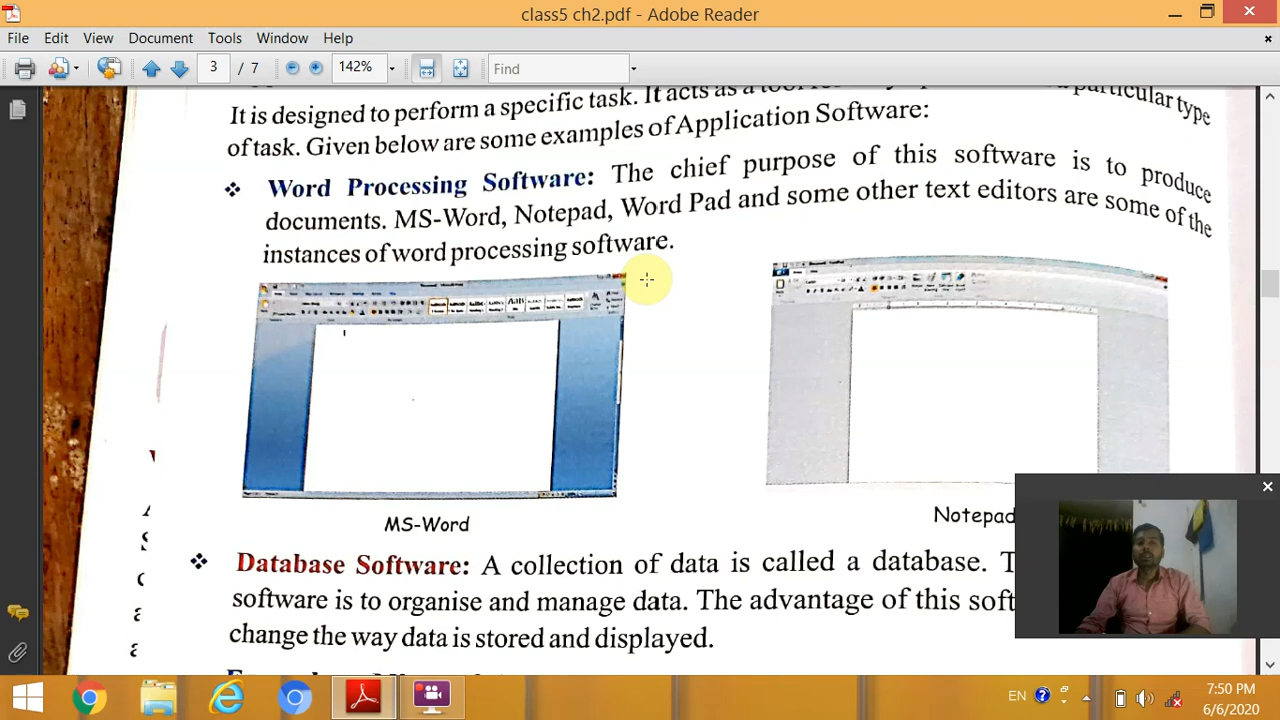 class5 ch2.pdf - Adobe Reader
File Edit View Document Tools Window Help
3 / 7 142% Find
It is designed to perform a specific task. It acts as a particular type
of task. Given below are some examples of Application Software:
❖ Word Processing Software: The chief purpose of this software is to produce
documents. MS-Word, Notepad, Word Pad and some other text editors are some of the
instances of word processing software.
MS-Word
Notepad
❖ Database Software: A collection of data is called a database.
software is to organise and manage data. The advantage of this
change the way data is stored and displayed.
EN
7:50 PM
6/6/2020